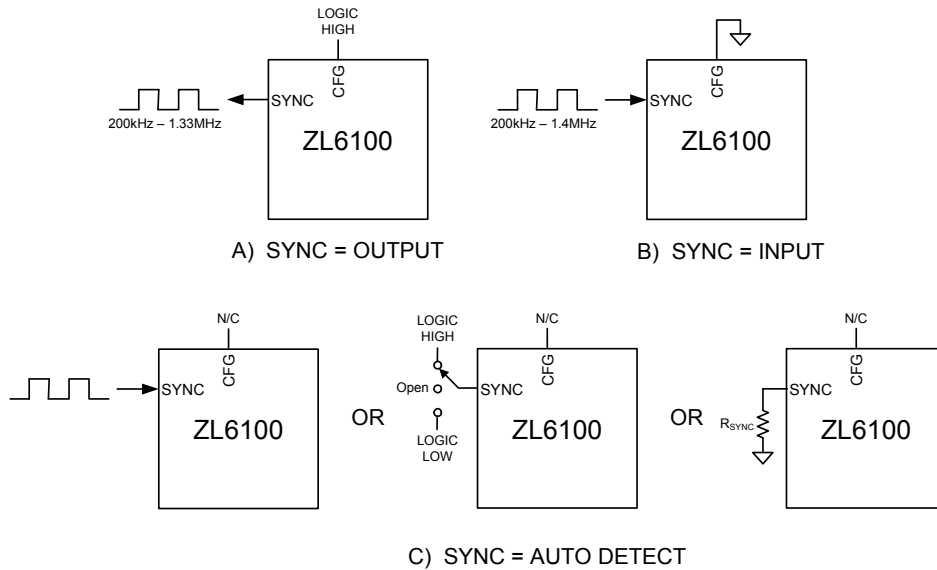 LOGIC
HIGH
CFG
SYNC
200kHz – 1.33MHz
ZL6100
A) SYNC = OUTPUT
CFG
SYNC
200kHz – 1.4MHz
ZL6100
B) SYNC = INPUT
N/C
CFG
SYNC
ZL6100
OR
LOGIC
HIGH
Open
LOGIC
LOW
N/C
CFG
SYNC
ZL6100
OR
N/C
CFG
SYNC
RSYNC
ZL6100
C) SYNC = AUTO DETECT